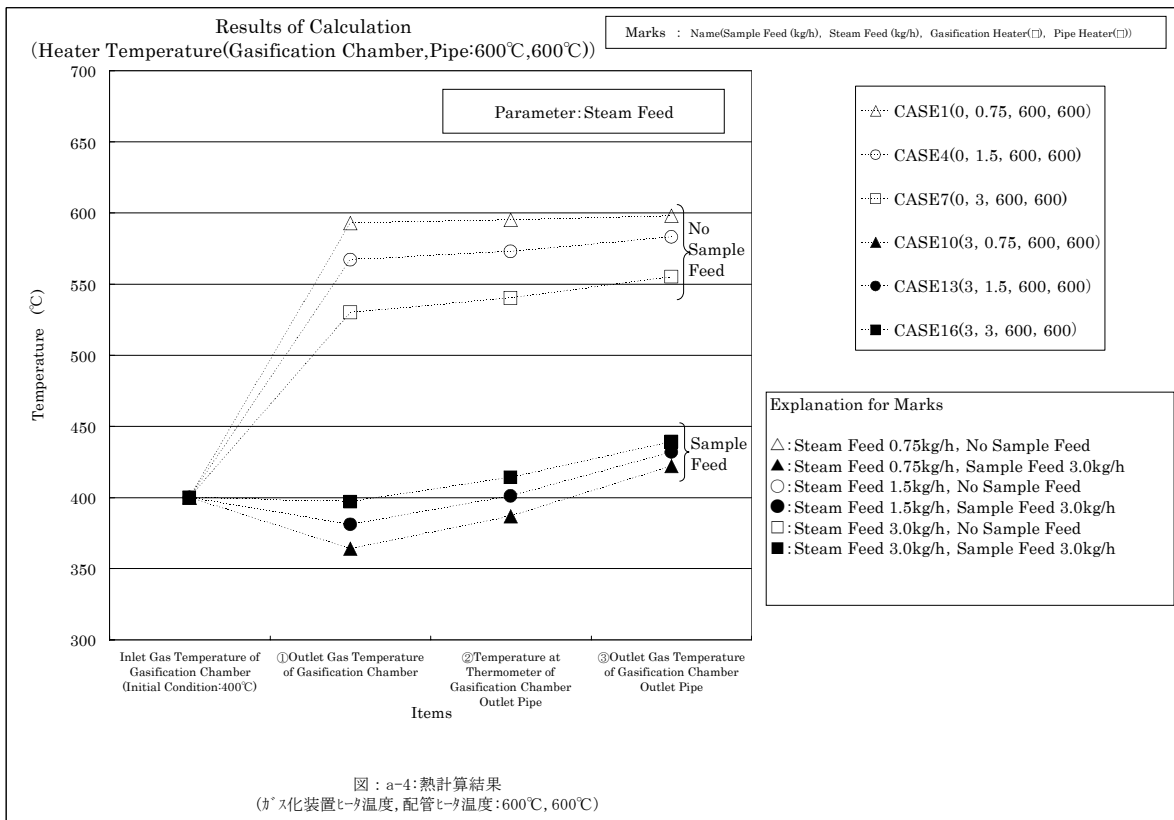 Results of Calculation
(Heater Temperature(Gasification Chamber,Pipe:600℃,600℃))
Marks : Name(Sample Feed (kg/h), Steam Feed (kg/h), Gasification Heater(□), Pipe Heater(□))
Parameter:Steam Feed
700
650
600
550
500
450
400
350
300
Temperature (℃)
No
Sample
Feed
Sample
Feed
CASE1(0, 0.75, 600, 600)
CASE4(0, 1.5, 600, 600)
CASE7(0, 3, 600, 600)
CASE10(3, 0.75, 600, 600)
CASE13(3, 1.5, 600, 600)
CASE16(3, 3, 600, 600)
Explanation for Marks
△:Steam Feed 0.75kg/h, No Sample Feed
▲:Steam Feed 0.75kg/h, Sample Feed 3.0kg/h
○:Steam Feed 1.5kg/h, No Sample Feed
●:Steam Feed 1.5kg/h, Sample Feed 3.0kg/h
□:Steam Feed 3.0kg/h, No Sample Feed
■:Steam Feed 3.0kg/h, Sample Feed 3.0kg/h
Inlet Gas Temperature of
Gasification Chamber
(Initial Condition:400℃)
①Outlet Gas Temperature
of Gasification Chamber
②Temperature at
Thermometer of
Gasification Chamber
Outlet Pipe
③Outlet Gas Temperature
of Gasification Chamber
Outlet Pipe
Items
図：a-4:熱計算結果
(ｶﾞｽ化装置ﾋｰﾀ温度,配管ﾋｰﾀ温度:600℃,600℃)